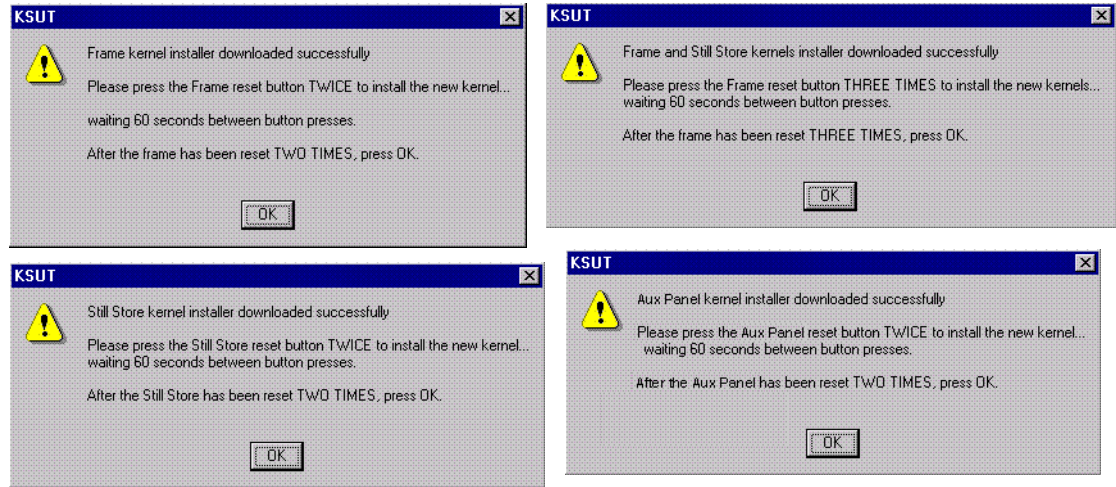 KSUT
Frame kernel installer downloaded successfully
Please press the Frame reset button TWICE to install the new kernel...
waiting 60 seconds between button presses.
After the frame has been reset TWO TIMES, press OK.
OK
KSUT
Frame and Still Store kernels installer downloaded successfully
Please press the Frame reset button THREE TIMES to install the new kernels...
waiting 60 seconds between button presses.
After the frame has been reset THREE TIMES, press OK.
OK
KSUT
Still Store kernel installer downloaded successfully
Please press the Still Store reset button TWICE to install the new kernel...
waiting 60 seconds between button presses.
After the Still Store has been reset TWO TIMES, press OK.
OK
KSUT
Aux Panel kernel installer downloaded successfully
Please press the Aux Panel reset button TWICE to install the new kernel...
waiting 60 seconds between button presses.
After the Aux Panel has been reset TWO TIMES, press OK.
OK